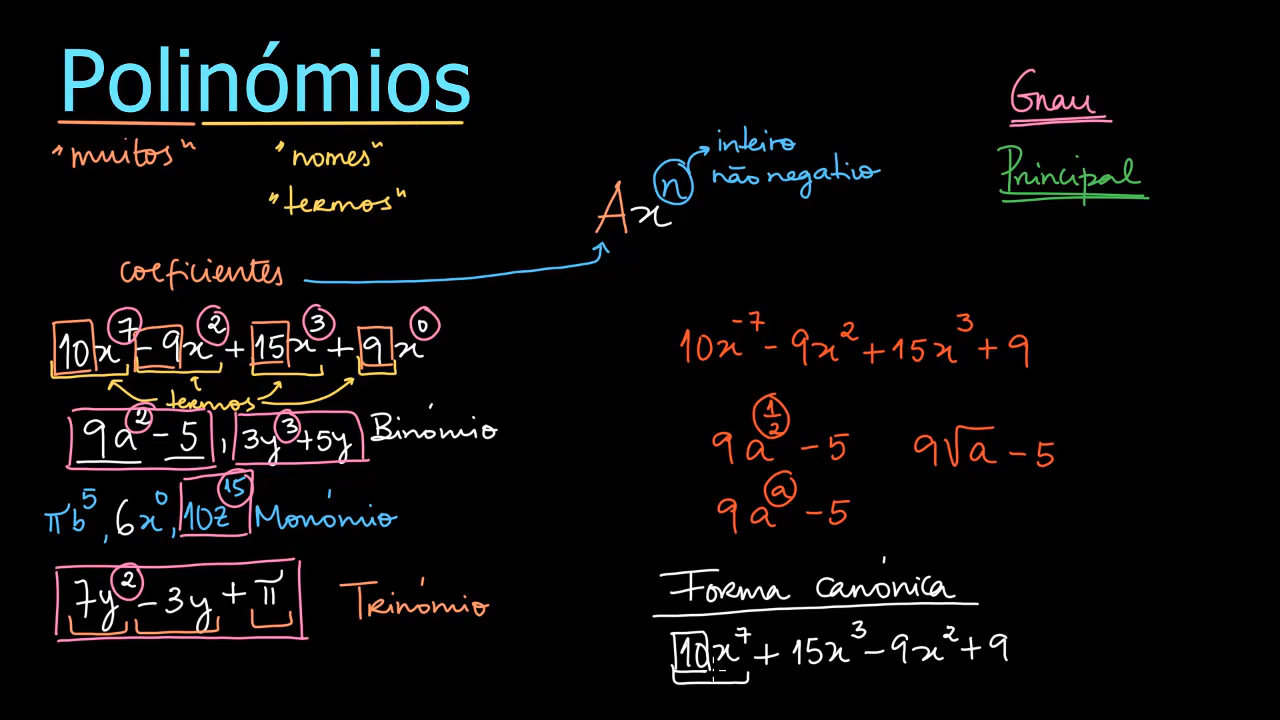 Polinómios
"muitos" "nomes"
"termos"
Grau
Principal
inteiro
não negativo
Axⁿ
coeficientes
10x⁷ - 9x² + 15x³ + 9x⁰
termos
9a² - 5, 3y³ + 5y Binómio
πb⁵, 6x⁰, 10z¹⁵ Monómio
7y² - 3y + π Trinómio
10x⁻⁷ - 9x² + 15x³ + 9
9a^(1/2) - 5 9√a - 5
9aᵃ - 5
Forma canónica
10x⁷ + 15x³ - 9x² + 9